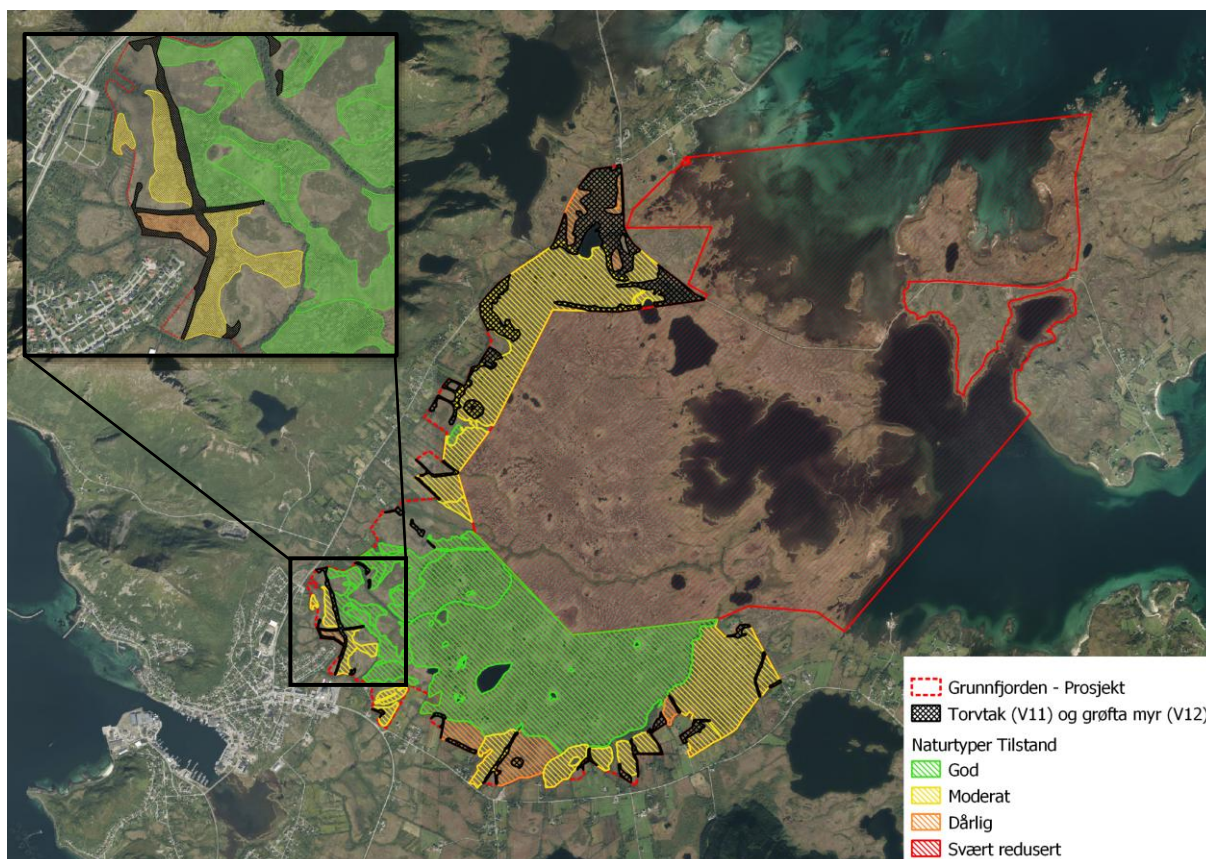 Grunnfjorden - Prosjekt
Torvtak (V11) og grøfta myr (V12)
Naturtyper Tilstand
God
Moderat
Dårlig
Svært redusert